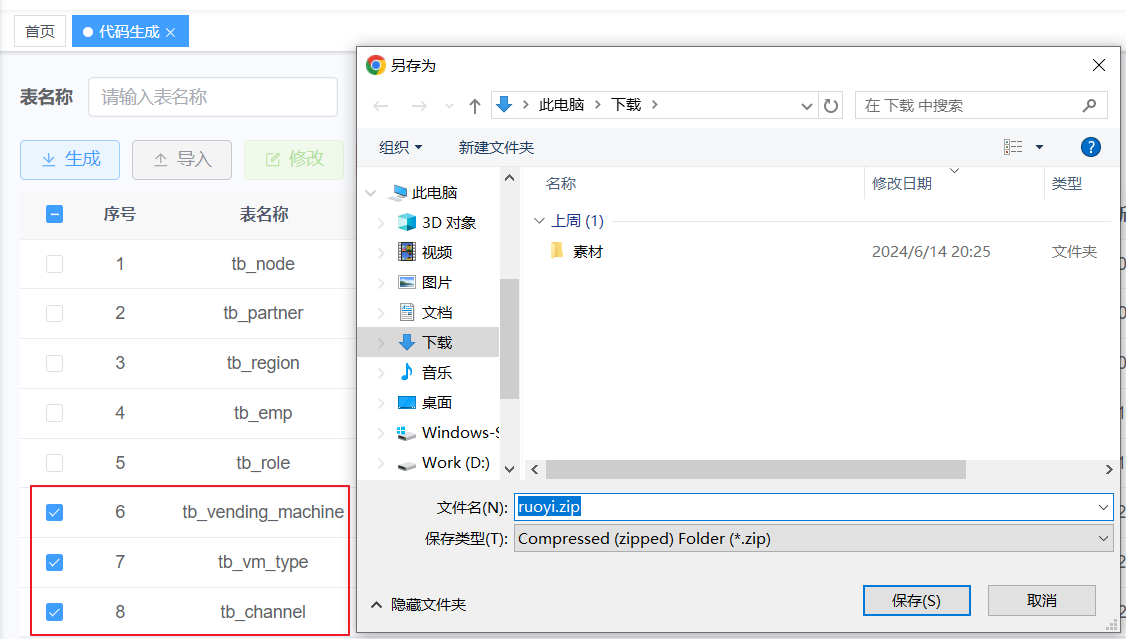 首页
代码生成
表名称
请输入表名称
生成
导入
修改
序号
表名称
1
tb_node
2
tb_partner
3
tb_region
4
tb_emp
5
tb_role
6
tb_vending_machine
7
tb_vm_type
8
tb_channel
另存为
此电脑
下载
在 下载 中搜索
组织
新建文件夹
此电脑
3D 对象
视频
图片
文档
下载
音乐
桌面
Windows-S
Work (D:)
名称
修改日期
类型
上周 (1)
素材
2024/6/14 20:25
文件夹
文件名(N):
ruoyi.zip
保存类型(T):
Compressed (zipped) Folder (*.zip)
隐藏文件夹
保存(S)
取消